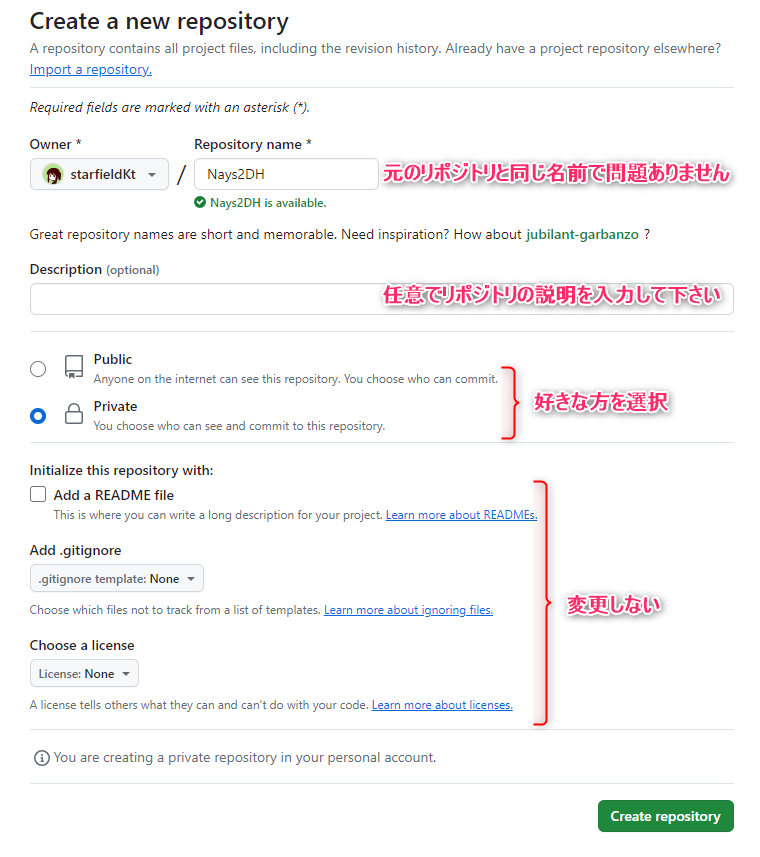 Create a new repository
A repository contains all project files, including the revision history. Already have a project repository elsewhere?
Import a repository.
Required fields are marked with an asterisk (*).
Owner *
Repository name *
starfieldKt
/
Nays2DH
元のリポジトリと同じ名前で問題ありません
Nays2DH is available.
Great repository names are short and memorable. Need inspiration? How about jubilant-garbanzo ?
Description (optional)
任意でリポジトリの説明を入力して下さい
Public
Anyone on the internet can see this repository. You choose who can commit.
Private
You choose who can see and commit to this repository.
好きな方を選択
Initialize this repository with:
Add a README file
This is where you can write a long description for your project. Learn more about READMEs.
Add .gitignore
.gitignore template: None
Choose which files not to track from a list of templates. Learn more about ignoring files.
変更しない
Choose a license
License: None
A license tells others what they can and can't do with your code. Learn more about licenses.
You are creating a private repository in your personal account.
Create repository